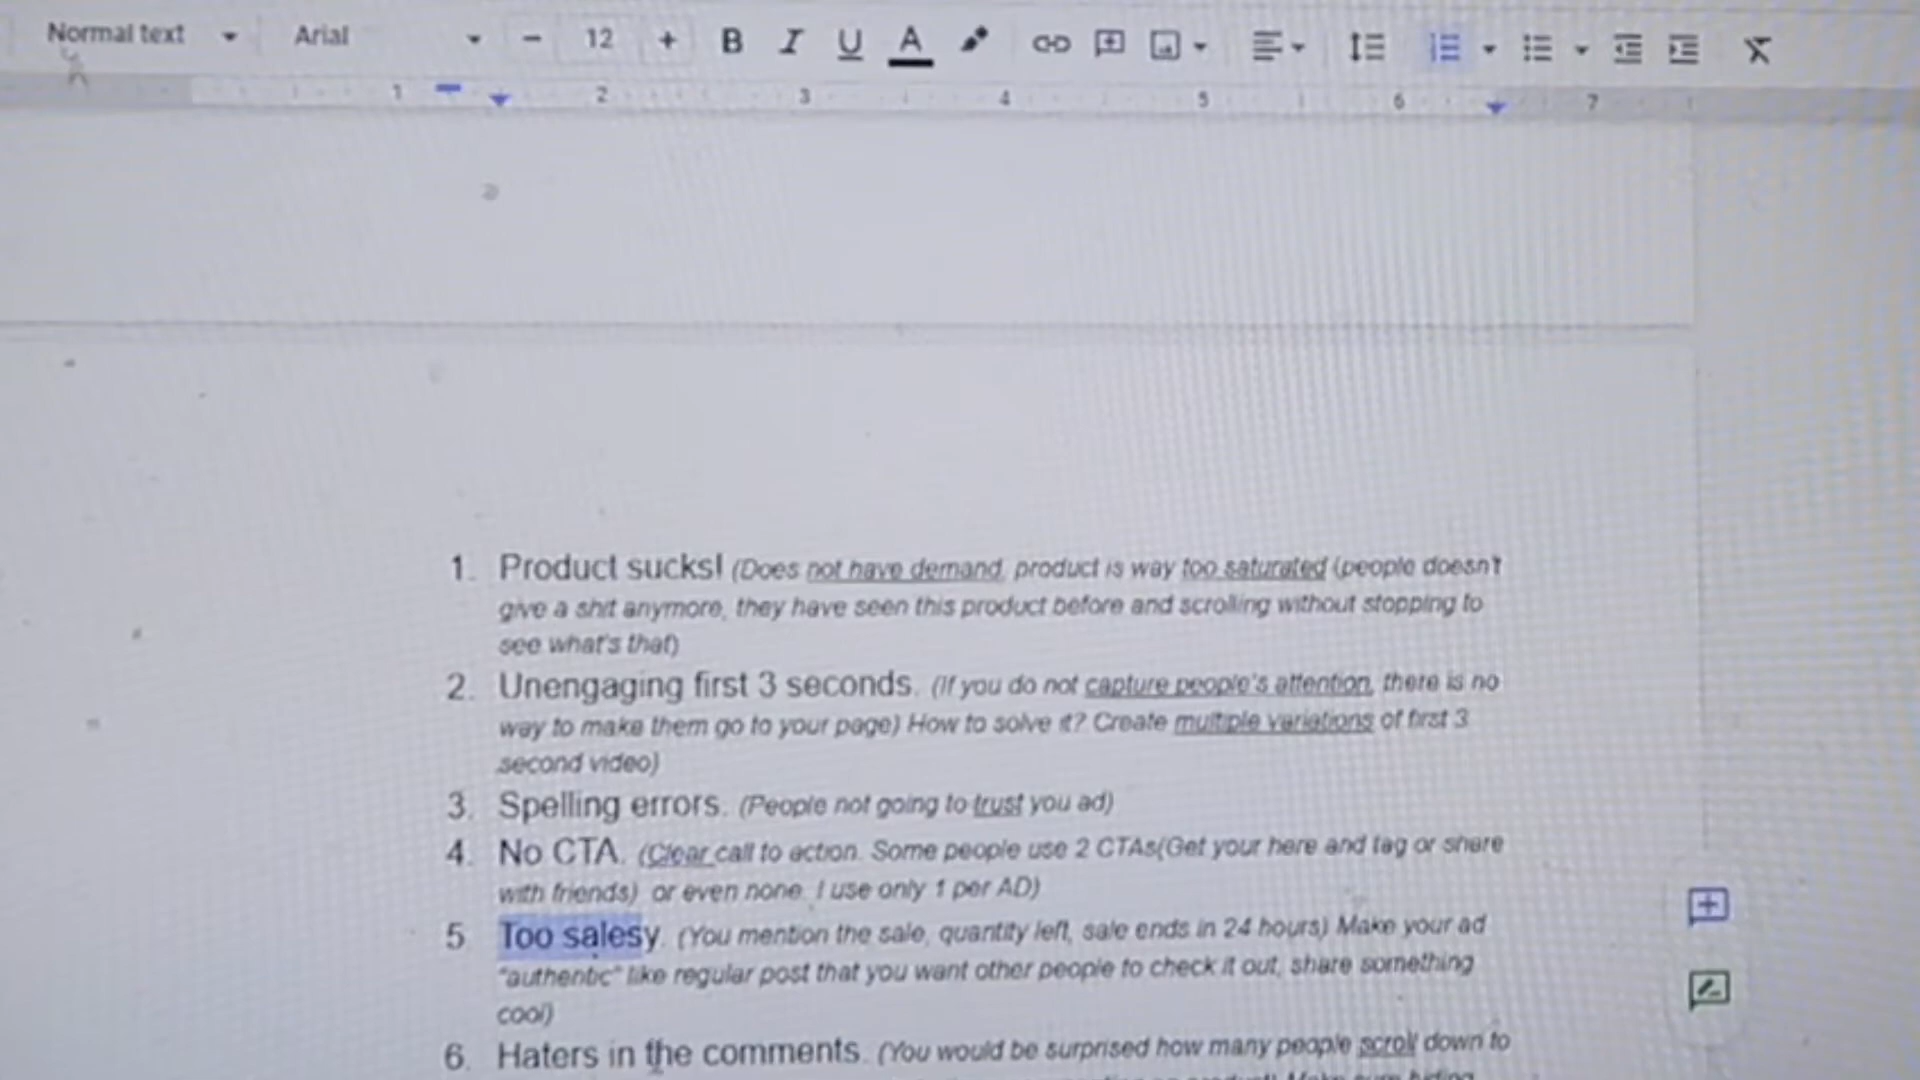 Normal text Arial 12 B I U A
1 2 3 4 5 6 7
1. Product sucks! (Does not have demand, product is way too saturated (people doesn't
give a shit anymore, they have seen this product before and scrolling without stopping to
see what's that)
2. Unengaging first 3 seconds. (If you do not capture people's attention, there is no
way to make them go to your page) How to solve it? Create multiple variations of first 3
second video)
3. Spelling errors. (People not going to trust you ad)
4. No CTA. (Clear call to action. Some people use 2 CTAs(Get your here and tag or share
with friends) or even none. I use only 1 per AD)
5 Too salesy. (You mention the sale, quantity left, sale ends in 24 hours) Make your ad
"authentic" like regular post that you want other people to check it out, share something
cool)
6. Haters in the comments. (You would be surprised how many people scroll down to